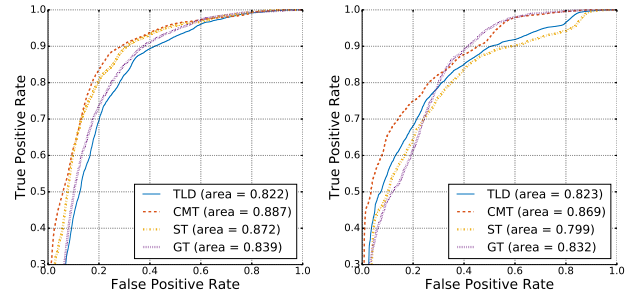 1.0
0.9
0.8
0.7
0.6
0.5
0.4
0.3
0.0 0.2 0.4 0.6 0.8 1.0
True Positive Rate
False Positive Rate
TLD (area = 0.822)
CMT (area = 0.887)
ST (area = 0.872)
GT (area = 0.839)
1.0
0.9
0.8
0.7
0.6
0.5
0.4
0.3
0.0 0.2 0.4 0.6 0.8 1.0
True Positive Rate
False Positive Rate
TLD (area = 0.823)
CMT (area = 0.869)
ST (area = 0.799)
GT (area = 0.832)